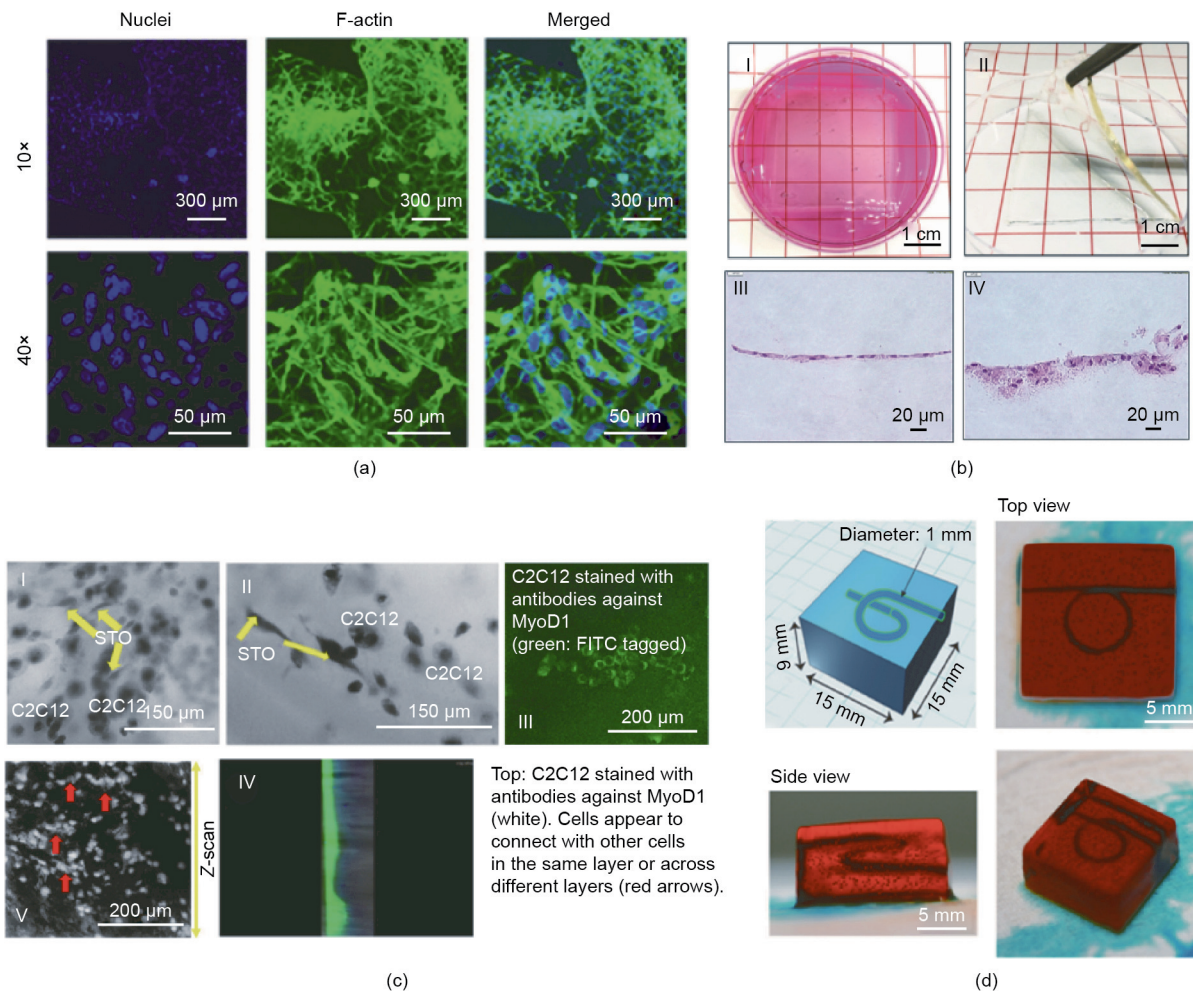 Nuclei
F-actin
Merged
10×
300 μm
300 μm
300 μm
40×
50 μm
50 μm
50 μm
(a)
I
1 cm
II
1 cm
III
20 μm
IV
20 μm
(b)
I
STO
C2C12
C2C12
150 μm
II
STO
C2C12
C2C12
150 μm
C2C12 stained with
antibodies against
MyoD1
(green: FITC tagged)
III
200 μm
V
200 μm
Z-scan
IV
Top: C2C12 stained with
antibodies against MyoD1
(white). Cells appear to
connect with other cells
in the same layer or across
different layers (red arrows).
(c)
Diameter: 1 mm
9 mm
15 mm
15 mm
Top view
5 mm
Side view
5 mm
(d)